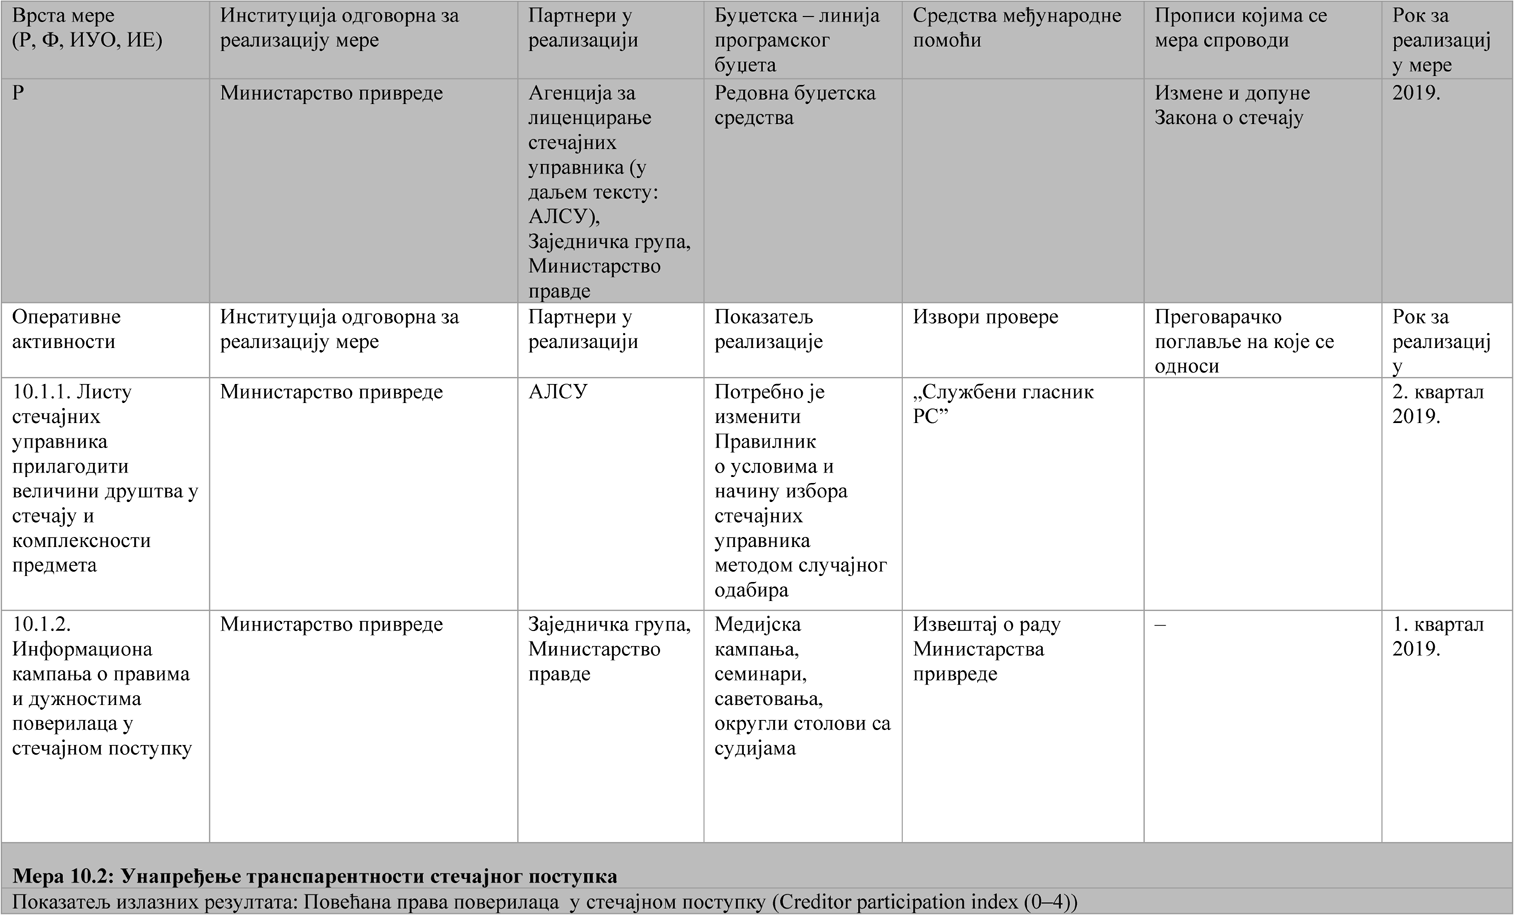 Врста мере
(Р, Ф, ИУО, ИЕ)
Институција одговорна за
реализацију мере
Партнери у
реализацији
Буџетска – линија
програмског
буџета
Средства међународне
помоћи
Прописи којима се
мера спроводи
Рок за
реализациј
у мере
Р
Министарство привреде
Агенција за
лиценцирање
стечајних
управника (у
даљем тексту:
АЛСУ),
Заједничка група,
Министарство
правде
Редовна буџетска
средства
Измене и допуне
Закона о стечају
2019.
Оперативне
активности
Институција одговорна за
реализацију мере
Партнери у
реализацији
Показатељ
реализације
Извори провере
Преговарачко
поглавље на које се
односи
Рок за
реализациј
у
10.1.1. Листу
стечајних
управника
прилагодити
величини друштва у
стечају и
комплексности
предмета
Министарство привреде
АЛСУ
Потребно је
изменити
Правилник
о условима и
начину избора
стечајних
управника
методом случајног
одабира
„Службени гласник
РС”
2. квартал
2019.
10.1.2.
Информациона
кампања о правима
и дужностима
поверилаца у
стечајном поступку
Министарство привреде
Заједничка група,
Министарство
правде
Медијска
кампања,
семинари,
саветовања,
округли столови са
судијама
Извештај о раду
Министарства
привреде
–
1. квартал
2019.
Мера 10.2: Унапређење транспарентности стечајног поступка
Показатељ излазних резултата: Повећана права поверилаца у стечајном поступку (Creditor participation index (0–4))